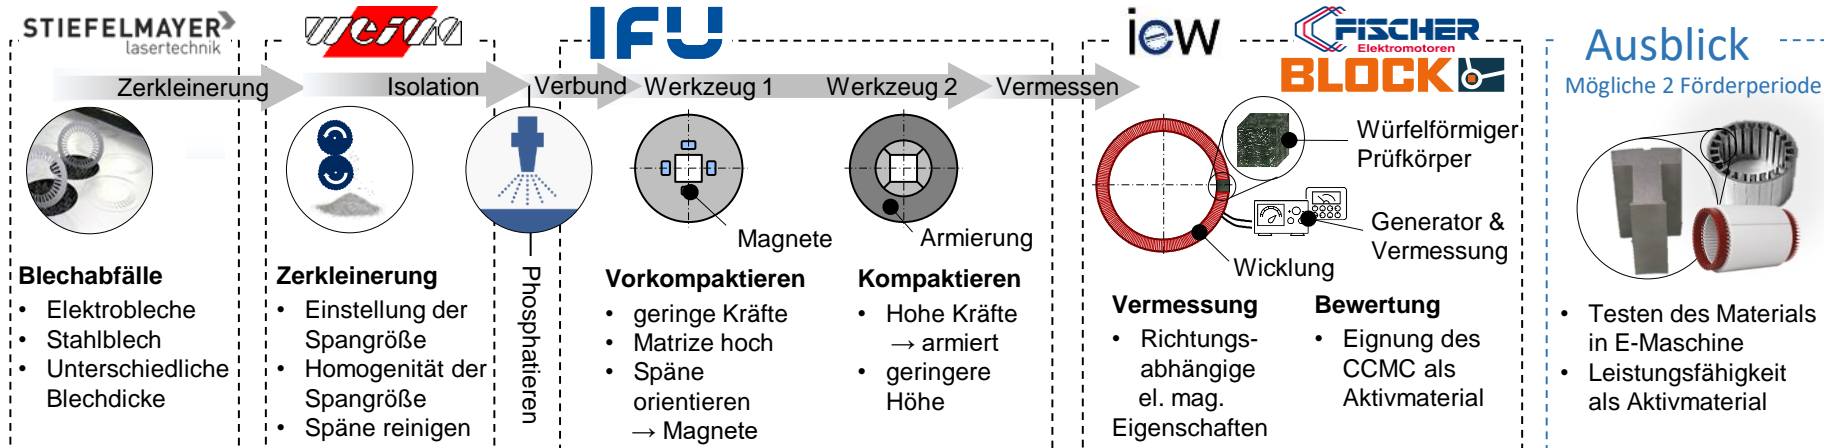 STIEFELMAYER
lasertechnik
WEIMA
IFU
iew
FISCHER
Elektromotoren
BLOCK
Ausblick
Mögliche 2 Förderperiode
Zerkleinerung
Isolation
Verbund
Werkzeug 1
Werkzeug 2
Vermessen
Magnete
Armierung
Würfelförmiger
Prüfkörper
Generator &
Vermessung
Wicklung
Blechabfälle
• Elektrobleche
• Stahlblech
• Unterschiedliche
Blechdicke
Zerkleinerung
• Einstellung der
Spangröße
• Homogenität der
Spangröße
• Späne reinigen
Phosphatieren
Vorkompaktieren
• geringe Kräfte
• Matrize hoch
• Späne
orientieren
→ Magnete
Kompaktieren
• Hohe Kräfte
→ armiert
• geringere
Höhe
Vermessung
• Richtungs-
abhängige
el. mag.
Eigenschaften
Bewertung
• Eignung des
CCMC als
Aktivmaterial
• Testen des Materials
in E-Maschine
• Leistungsfähigkeit
als Aktivmaterial